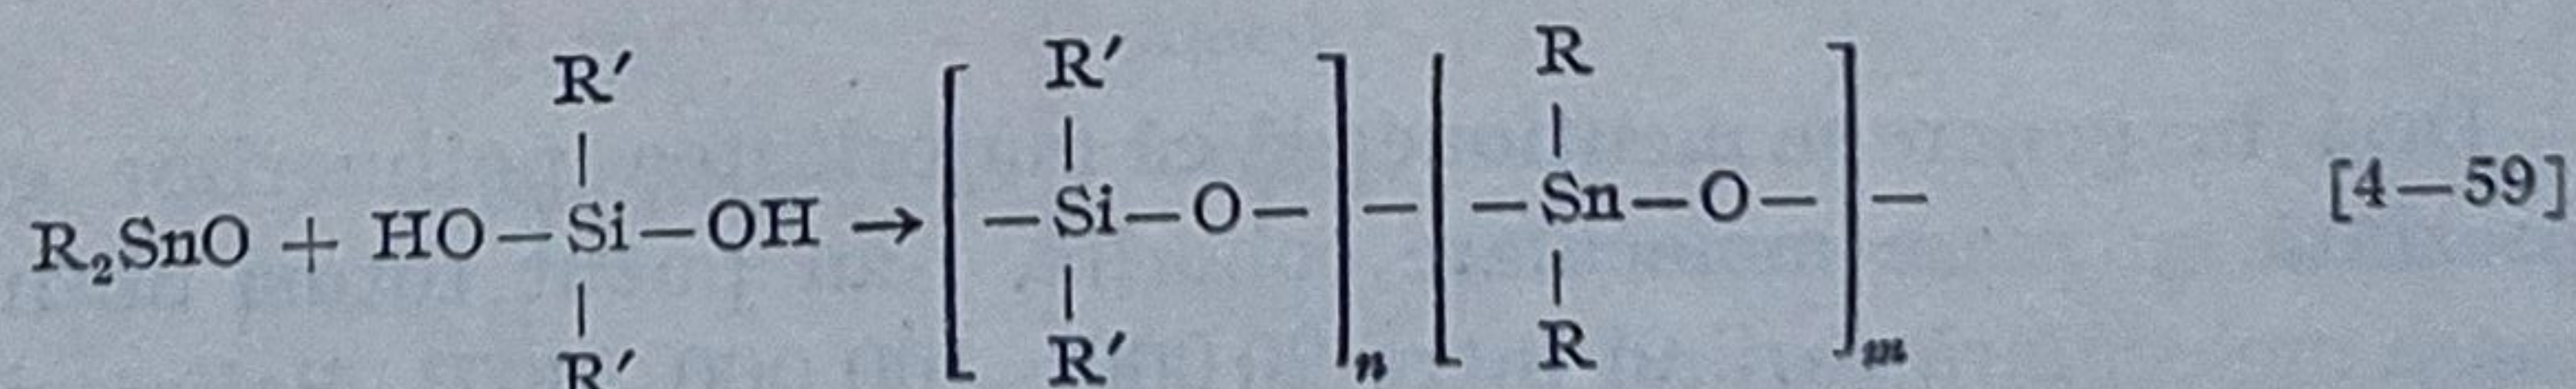 R′ R′ R
| | |
R₂SnO + HO—Si—OH → [—Si—O—]ₙ—[—Sn—O—]ₘ— [4—59]
| | |
R′ R′ R